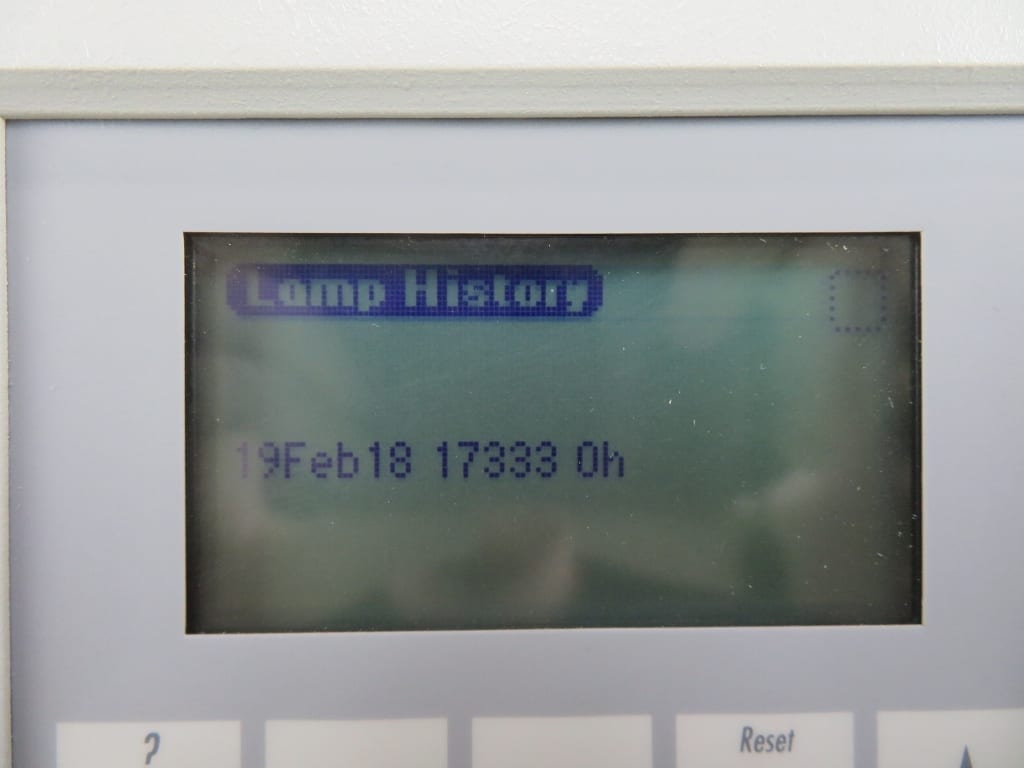 Lamp History
19Feb18 17333 0h
?
Reset